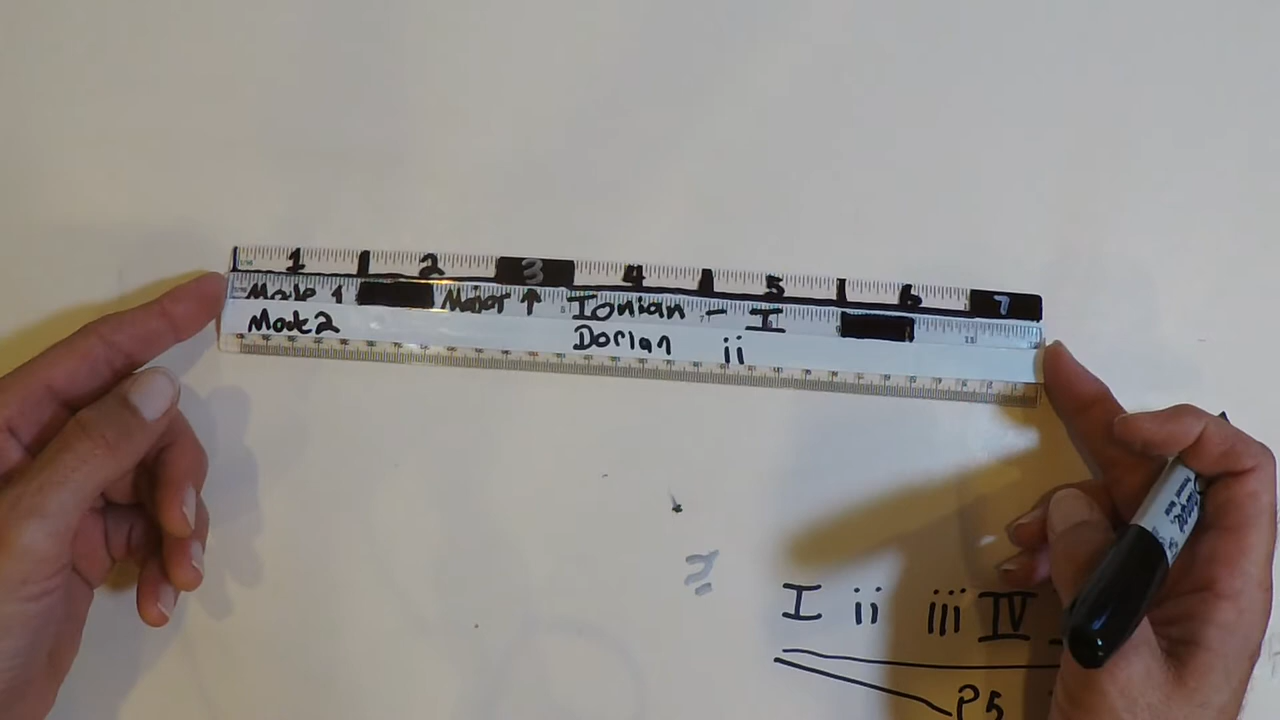 1 2 3 4 5 6 7
Mode 1 Major ↑ Ionian - I
Mode 2 Dorian ii
I ii iii IV
P5